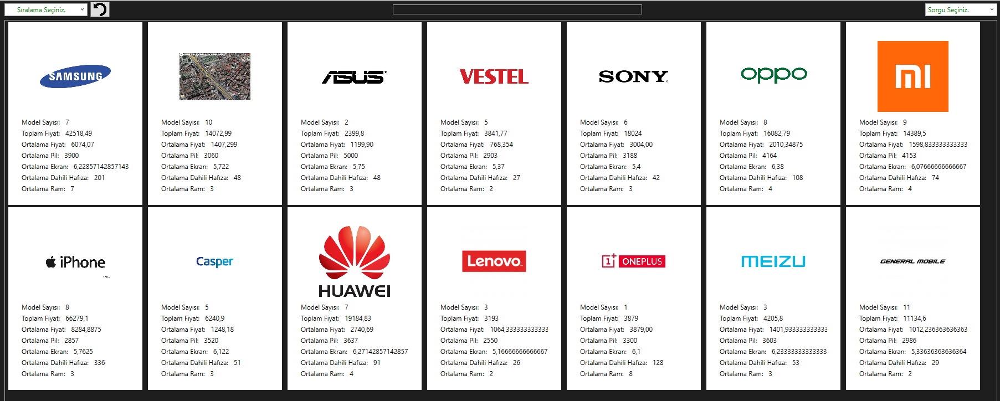 Sıralama Seçiniz.
Sorgu Seçiniz.
SAMSUNG
Model Sayısı: 7
Toplam Fiyat: 42518,49
Ortalama Fiyat: 6074,07
Ortalama Pil: 3900
Ortalama Ekran: 6,22857142857143
Ortalama Dahili Hafıza: 201
Ortalama Ram: 7
Model Sayısı: 10
Toplam Fiyat: 14072,99
Ortalama Fiyat: 1407,299
Ortalama Pil: 3060
Ortalama Ekran: 5,722
Ortalama Dahili Hafıza: 48
Ortalama Ram: 3
ASUS
Model Sayısı: 2
Toplam Fiyat: 2399,8
Ortalama Fiyat: 1199,90
Ortalama Pil: 5000
Ortalama Ekran: 5,75
Ortalama Dahili Hafıza: 48
Ortalama Ram: 3
VESTEL
Model Sayısı: 5
Toplam Fiyat: 3841,77
Ortalama Fiyat: 768,354
Ortalama Pil: 2903
Ortalama Ekran: 5,37
Ortalama Dahili Hafıza: 27
Ortalama Ram: 2
SONY
Model Sayısı: 6
Toplam Fiyat: 18024
Ortalama Fiyat: 3004,00
Ortalama Pil: 3188
Ortalama Ekran: 5,4
Ortalama Dahili Hafıza: 42
Ortalama Ram: 3
oppo
Model Sayısı: 8
Toplam Fiyat: 16082,79
Ortalama Fiyat: 2010,34875
Ortalama Pil: 4164
Ortalama Ekran: 6,38
Ortalama Dahili Hafıza: 108
Ortalama Ram: 4
MI
Model Sayısı: 9
Toplam Fiyat: 14389,5
Ortalama Fiyat: 1598,833333333333
Ortalama Pil: 4153
Ortalama Ekran: 6,07666666666667
Ortalama Dahili Hafıza: 74
Ortalama Ram: 4
iPhone
Model Sayısı: 8
Toplam Fiyat: 66279,1
Ortalama Fiyat: 8284,8875
Ortalama Pil: 2857
Ortalama Ekran: 5,7625
Ortalama Dahili Hafıza: 336
Ortalama Ram: 3
Casper
Model Sayısı: 5
Toplam Fiyat: 6240,9
Ortalama Fiyat: 1248,18
Ortalama Pil: 3520
Ortalama Ekran: 6,122
Ortalama Dahili Hafıza: 51
Ortalama Ram: 3
HUAWEI
Model Sayısı: 7
Toplam Fiyat: 19184,83
Ortalama Fiyat: 2740,69
Ortalama Pil: 3637
Ortalama Ekran: 6,27142857142857
Ortalama Dahili Hafıza: 91
Ortalama Ram: 4
Lenovo
Model Sayısı: 3
Toplam Fiyat: 3193
Ortalama Fiyat: 1064,333333333333
Ortalama Pil: 2550
Ortalama Ekran: 5,16666666666667
Ortalama Dahili Hafıza: 26
Ortalama Ram: 2
1+ ONEPLUS
Model Sayısı: 1
Toplam Fiyat: 3879
Ortalama Fiyat: 3879,00
Ortalama Pil: 3300
Ortalama Ekran: 6,1
Ortalama Dahili Hafıza: 128
Ortalama Ram: 8
MEIZU
Model Sayısı: 3
Toplam Fiyat: 4205,8
Ortalama Fiyat: 1401,933333333333
Ortalama Pil: 3603
Ortalama Ekran: 6,23333333333333
Ortalama Dahili Hafıza: 53
Ortalama Ram: 3
GENERAL MOBILE
Model Sayısı: 11
Toplam Fiyat: 11134,6
Ortalama Fiyat: 1012,236363636363
Ortalama Pil: 2986
Ortalama Ekran: 5,33636363636364
Ortalama Dahili Hafıza: 29
Ortalama Ram: 2